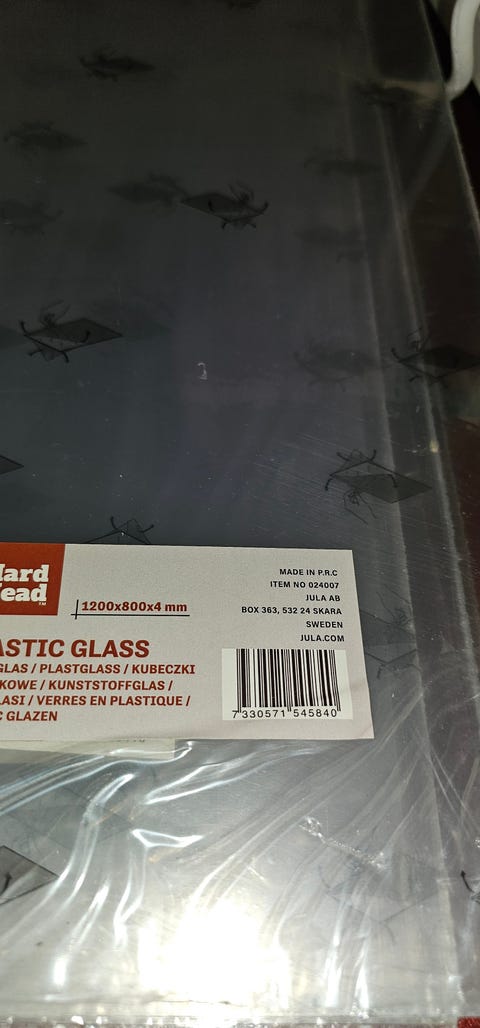 Hard
Head™
1200x800x4 mm
ASTIC GLASS
GLAS / PLASTGLASS / KUBECZKI
KOWE / KUNSTSTOFFGLAS /
LASI / VERRES EN PLASTIQUE /
C GLAZEN
MADE IN P.R.C
ITEM NO 024007
JULA AB
BOX 363, 532 24 SKARA
SWEDEN
JULA.COM
7 330571 545840